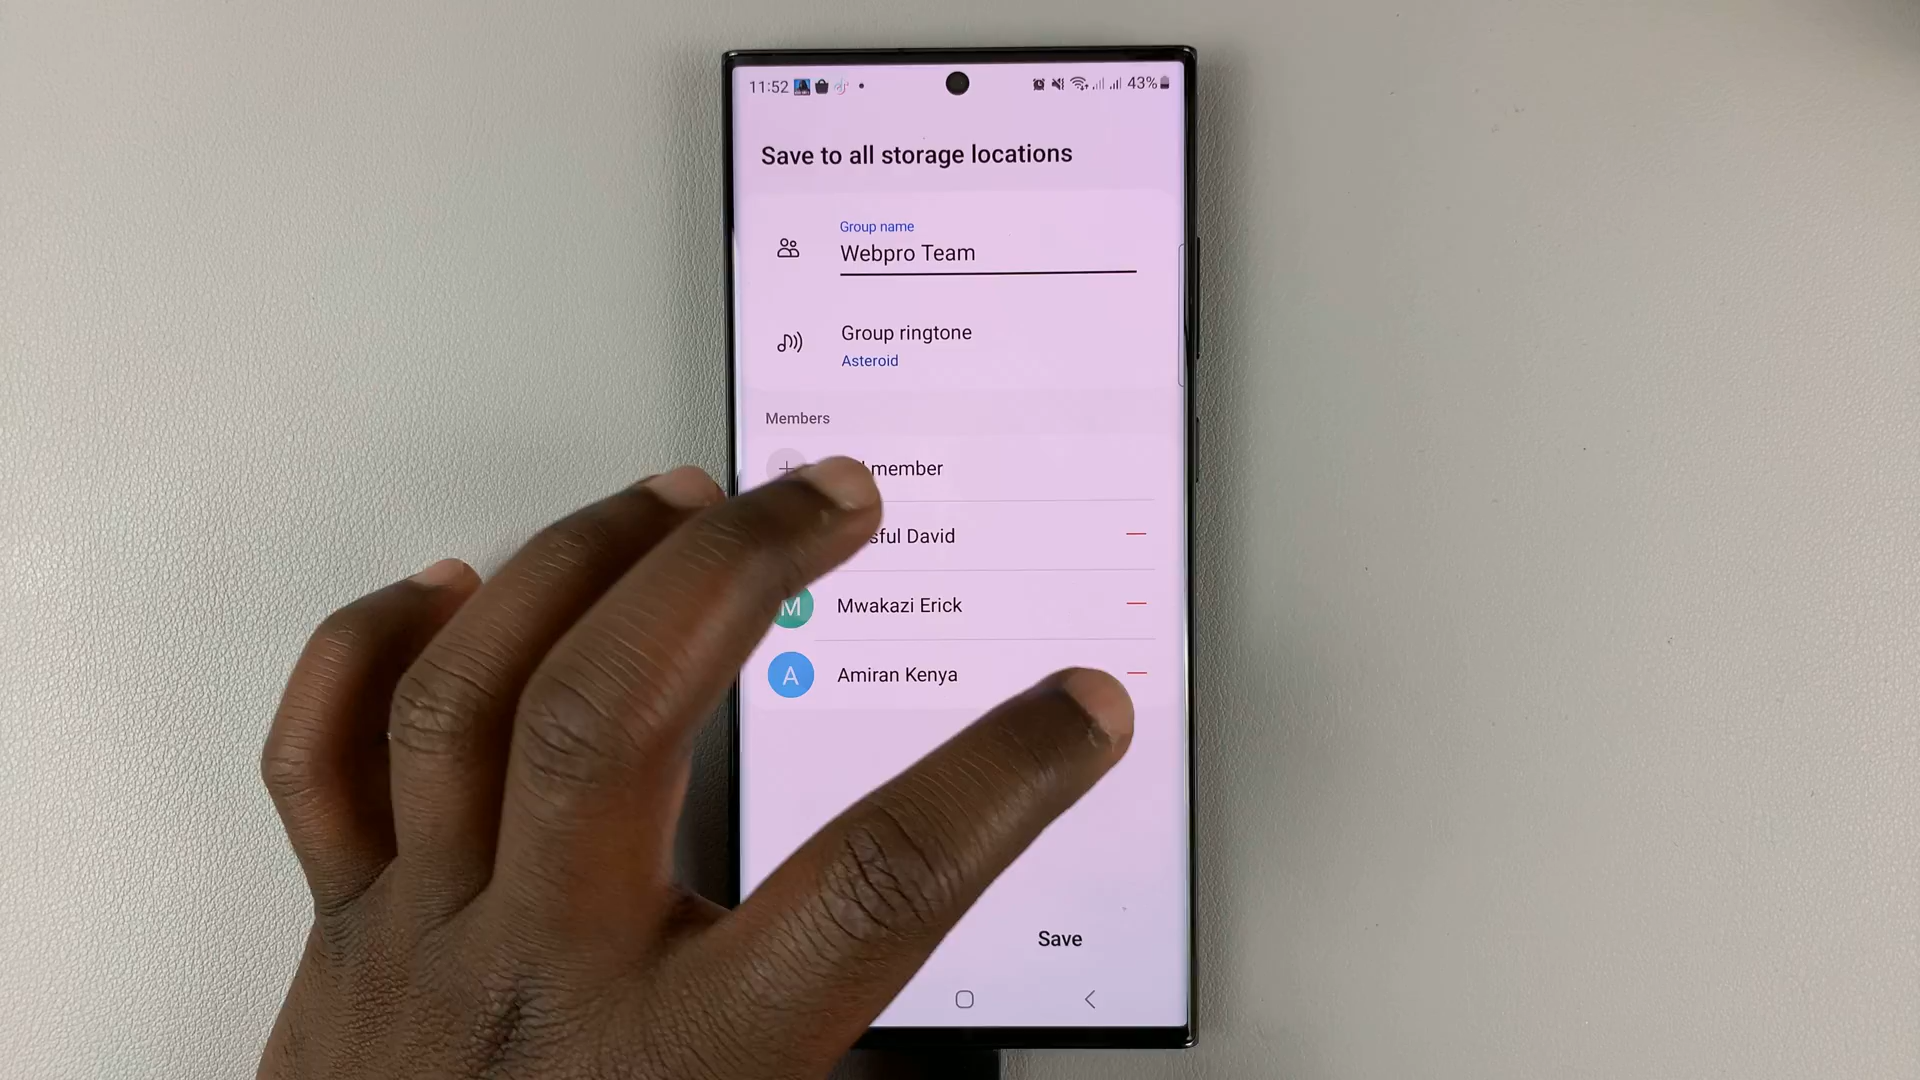 11:52 43%
Save to all storage locations
Group name
Webpro Team
Group ringtone
Asteroid
Members
member
David
M Mwakazi Erick
A Amiran Kenya
Save